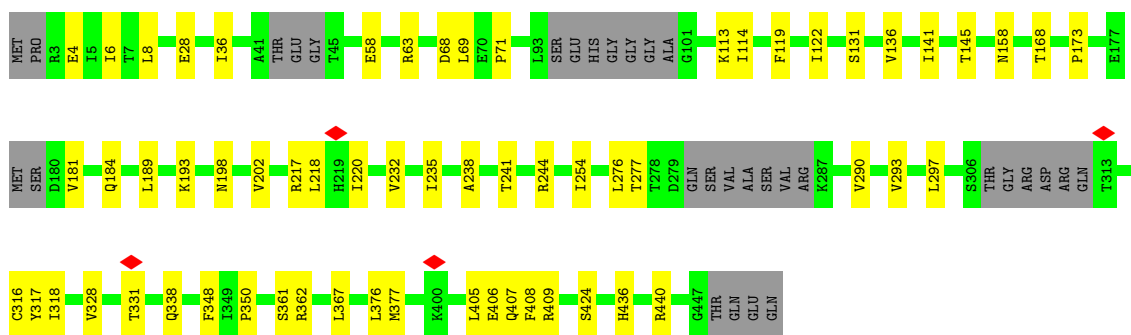 MET PRO R3 E4 I5 I6 T7 L8 E28 I36 A41 THR GLU GLY T45 E58 R63 D68 L69 E70 P71 L93 SER GLU HIS GLY GLY GLY ALA G101 K113 I114 F119 I122 S131 V136 I141 T145 N158 T168 P173 E177
MET SER D180 V181 Q184 L189 K193 N198 V202 R217 L218 H219 I220 V232 I235 A238 T241 R244 I254 L276 T277 T278 D279 GLN SER VAL ALA SER VAL ARG K287 V290 V293 L297 S306 THR GLY ARG ASP ARG GLN T313
C316 Y317 I318 V328 T331 Q338 F348 I349 P350 S361 R362 L367 L376 M377 K400 L405 E406 Q407 F408 R409 S424 H436 R440 G447 THR GLN GLU GLN